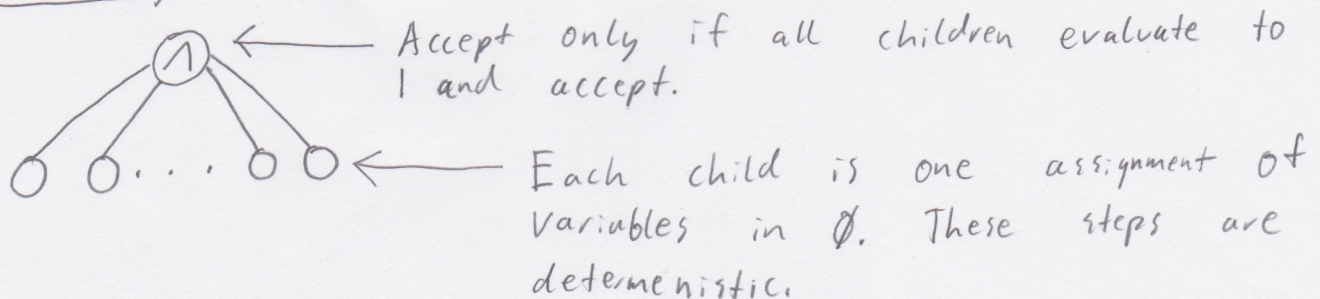 ∧
Accept only if all children evaluate to
1 and accept.
Each child is one assignment of
variables in ϕ. These steps are
determenistic.